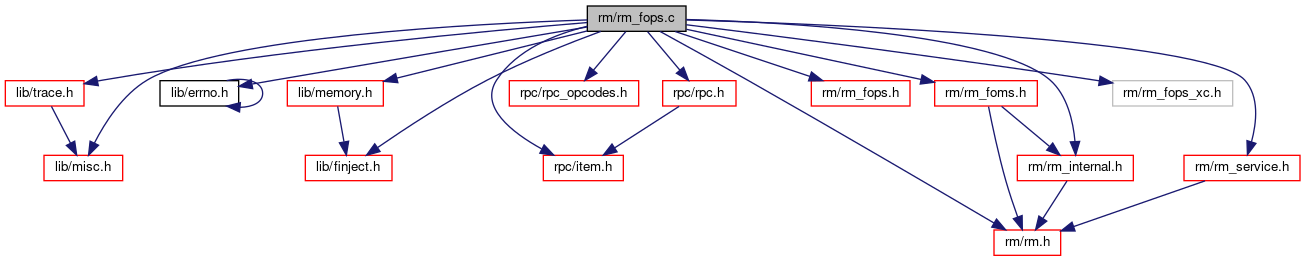 rm/rm_fops.c
lib/trace.h
lib/errno.h
lib/memory.h
rpc/rpc_opcodes.h
rpc/rpc.h
rm/rm_fops.h
rm/rm_foms.h
rm/rm_fops_xc.h
lib/misc.h
lib/finject.h
rpc/item.h
rm/rm_internal.h
rm/rm_service.h
rm/rm.h